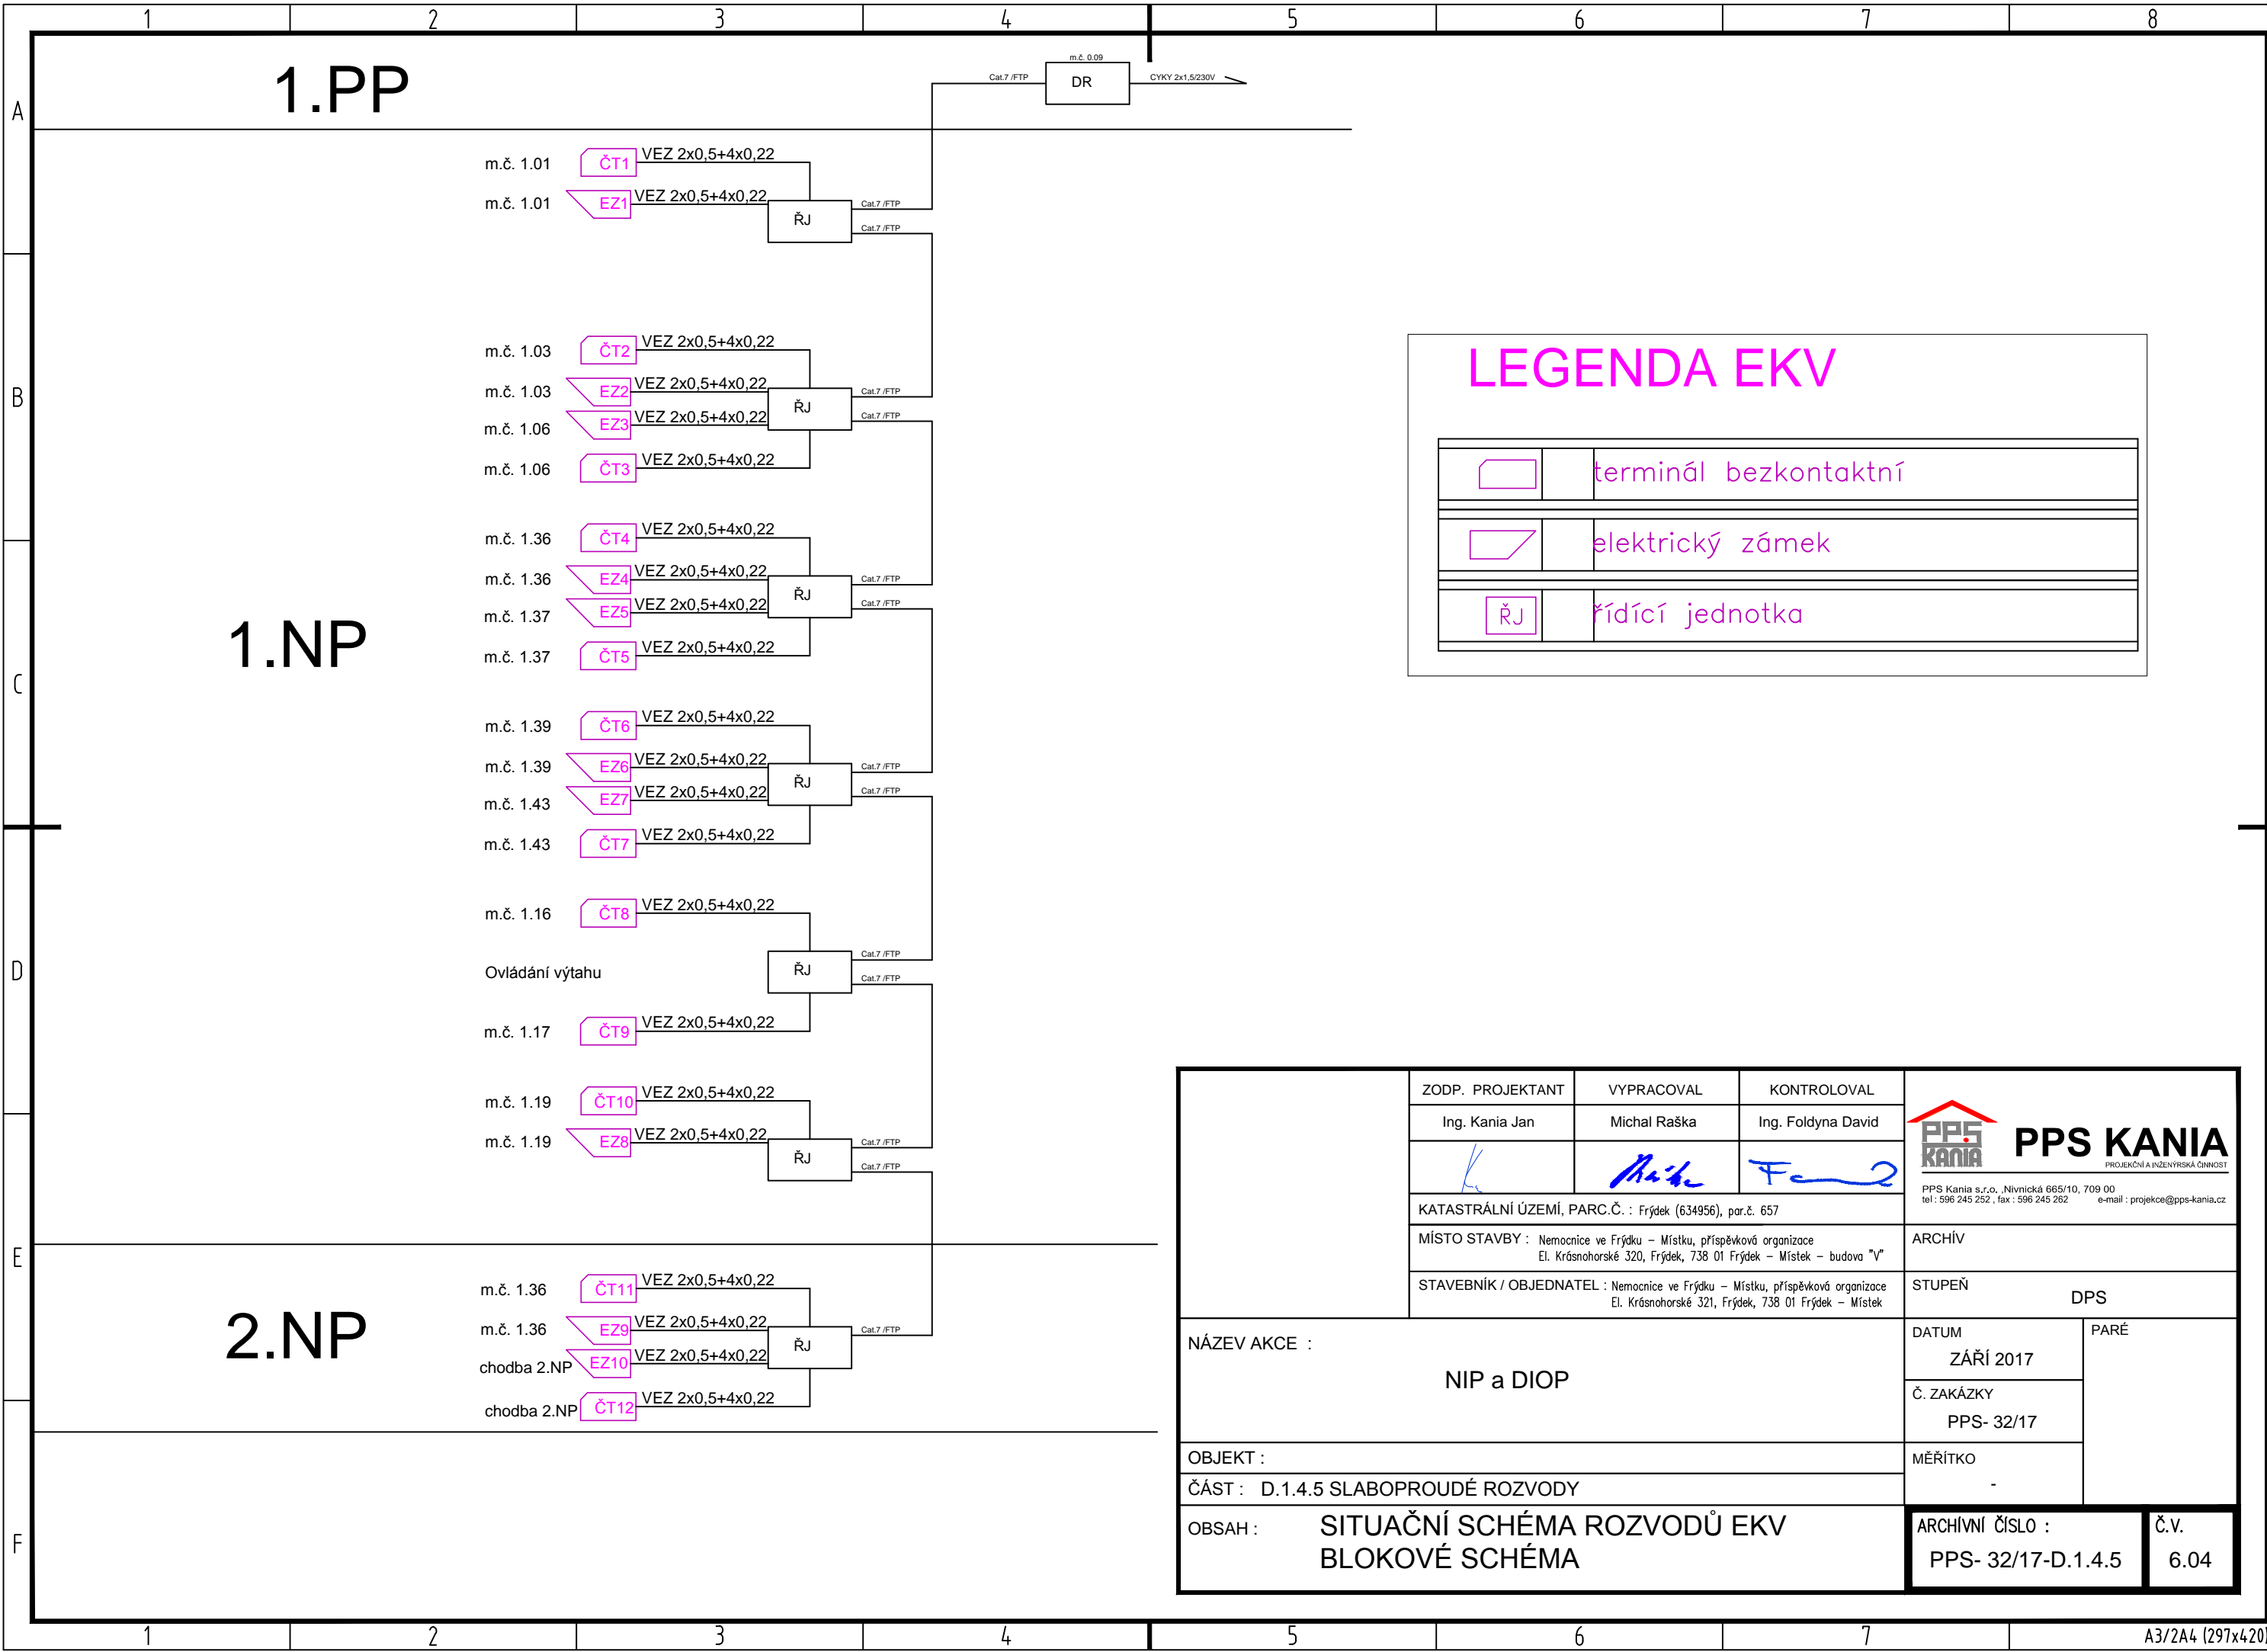 1 2 3 4 5 6 7 8
A
B
C
D
E
F
1.PP
Cat.7 /FTP
m.č. 0.09
DR
CYKY 2x1,5/230V
1.NP
m.č. 1.01 ČT1 VEZ 2x0,5+4x0,22
m.č. 1.01 EZ1 VEZ 2x0,5+4x0,22
ŘJ
Cat.7 /FTP
Cat.7 /FTP
m.č. 1.03 ČT2 VEZ 2x0,5+4x0,22
m.č. 1.03 EZ2 VEZ 2x0,5+4x0,22
m.č. 1.06 EZ3 VEZ 2x0,5+4x0,22
m.č. 1.06 ČT3 VEZ 2x0,5+4x0,22
ŘJ
Cat.7 /FTP
Cat.7 /FTP
m.č. 1.36 ČT4 VEZ 2x0,5+4x0,22
m.č. 1.36 EZ4 VEZ 2x0,5+4x0,22
m.č. 1.37 EZ5 VEZ 2x0,5+4x0,22
m.č. 1.37 ČT5 VEZ 2x0,5+4x0,22
ŘJ
Cat.7 /FTP
Cat.7 /FTP
m.č. 1.39 ČT6 VEZ 2x0,5+4x0,22
m.č. 1.39 EZ6 VEZ 2x0,5+4x0,22
m.č. 1.43 EZ7 VEZ 2x0,5+4x0,22
m.č. 1.43 ČT7 VEZ 2x0,5+4x0,22
ŘJ
Cat.7 /FTP
Cat.7 /FTP
m.č. 1.16 ČT8 VEZ 2x0,5+4x0,22
Ovládání výtahu
ŘJ
Cat.7 /FTP
Cat.7 /FTP
m.č. 1.17 ČT9 VEZ 2x0,5+4x0,22
m.č. 1.19 ČT10 VEZ 2x0,5+4x0,22
m.č. 1.19 EZ8 VEZ 2x0,5+4x0,22
ŘJ
Cat.7 /FTP
Cat.7 /FTP
2.NP
m.č. 1.36 ČT11 VEZ 2x0,5+4x0,22
m.č. 1.36 EZ9 VEZ 2x0,5+4x0,22
chodba 2.NP EZ10 VEZ 2x0,5+4x0,22
chodba 2.NP ČT12 VEZ 2x0,5+4x0,22
ŘJ
Cat.7 /FTP
LEGENDA EKV
terminál bezkontaktní
elektrický zámek
ŘJ řídící jednotka
ZODP. PROJEKTANT VYPRACOVAL KONTROLOVAL
Ing. Kania Jan Michal Raška Ing. Foldyna David
PPS KANIA
PPS KANIA
PROJEKČNÍ A INŽENÝRSKÁ ČINNOST
PPS Kania s.r.o. ,Nivnická 665/10, 709 00
tel : 596 245 252 , fax : 596 245 262 e-mail : projekce@pps-kania.cz
KATASTRÁLNÍ ÚZEMÍ, PARC.Č. : Frýdek (634956), par.č. 657
MÍSTO STAVBY : Nemocnice ve Frýdku – Místku, příspěvková organizace
El. Krásnohorské 320, Frýdek, 738 01 Frýdek – Místek – budova "V"
STAVEBNÍK / OBJEDNATEL : Nemocnice ve Frýdku – Místku, příspěvková organizace
El. Krásnohorské 321, Frýdek, 738 01 Frýdek – Místek
ARCHÍV
STUPEŇ
DPS
NÁZEV AKCE :
NIP a DIOP
DATUM
ZÁŘÍ 2017
PARÉ
Č. ZAKÁZKY
PPS- 32/17
OBJEKT :
MĚŘÍTKO
-
ČÁST : D.1.4.5 SLABOPROUDÉ ROZVODY
OBSAH : SITUAČNÍ SCHÉMA ROZVODŮ EKV
BLOKOVÉ SCHÉMA
ARCHÍVNÍ ČÍSLO :
PPS- 32/17-D.1.4.5
Č.V.
6.04
1 2 3 4 5 6 7
A3/2A4 (297x420)